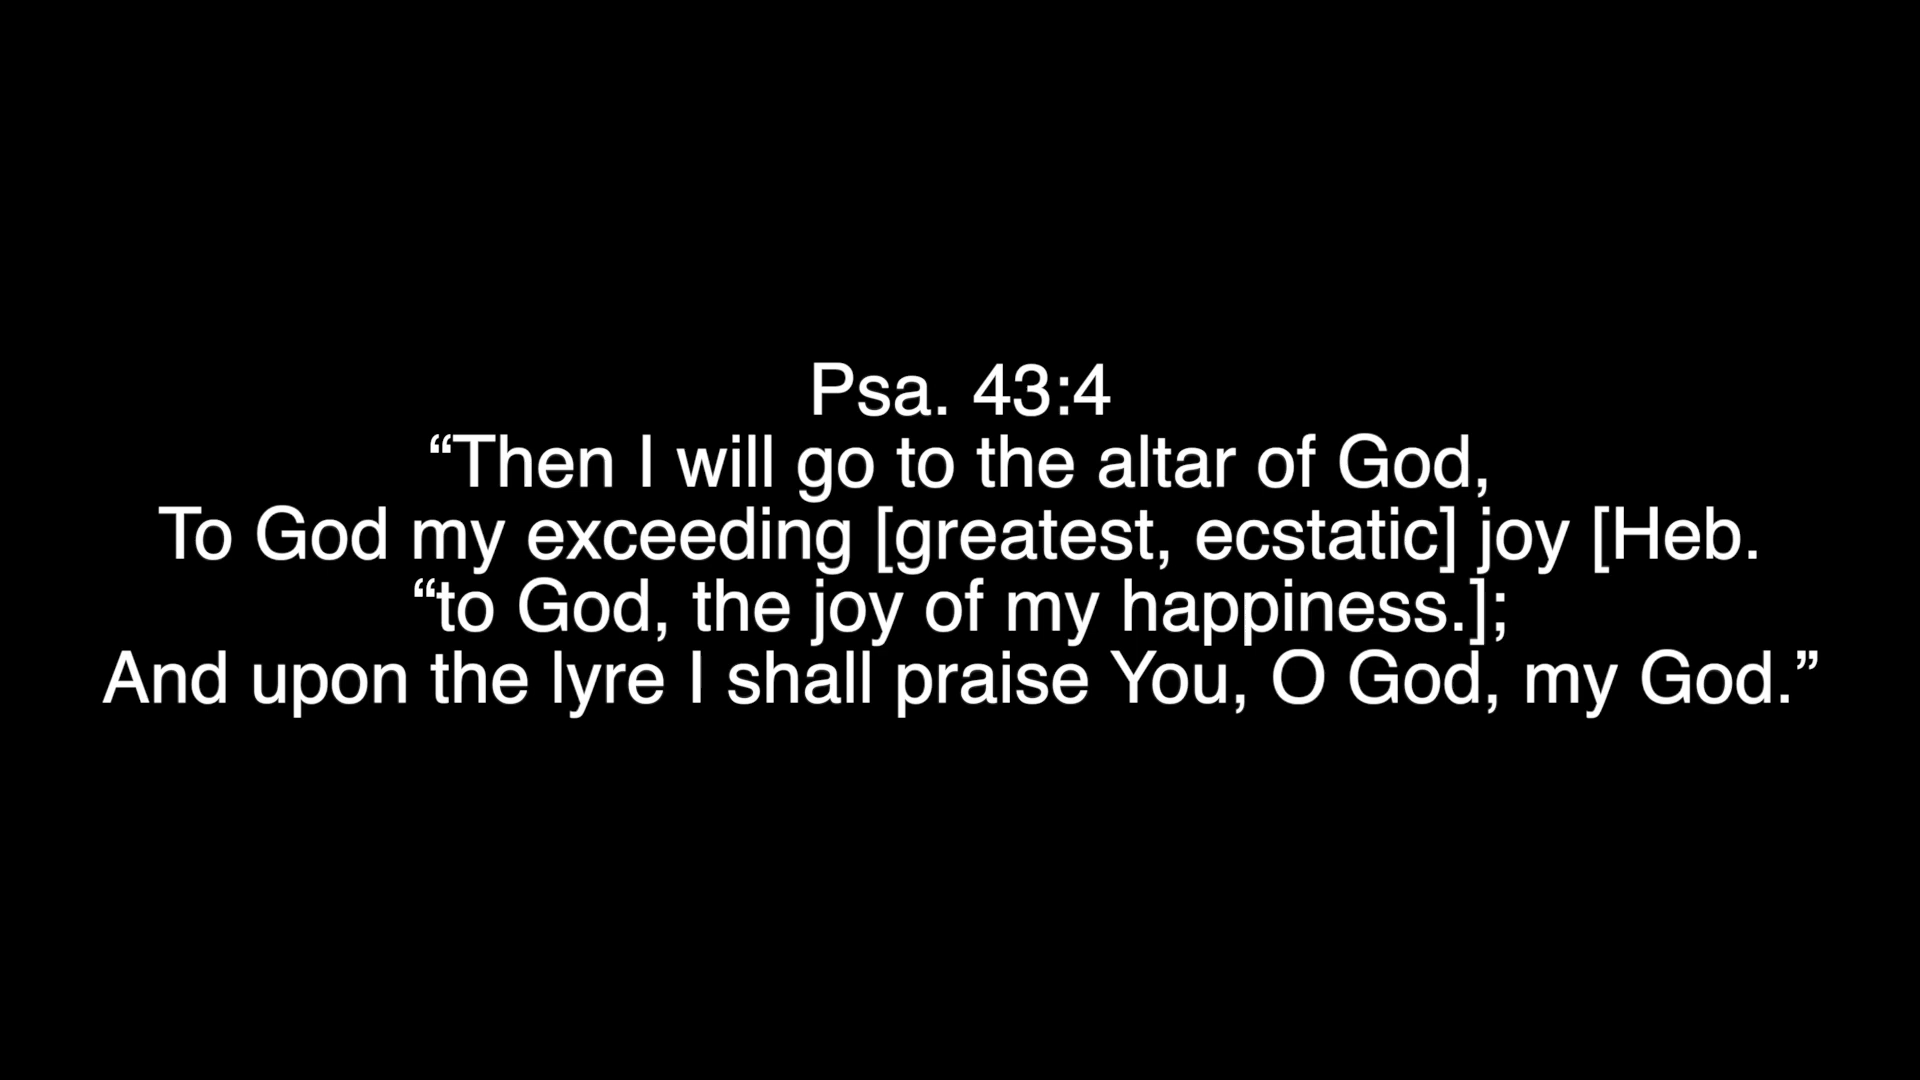 Psa. 43:4
“Then I will go to the altar of God,
To God my exceeding [greatest, ecstatic] joy [Heb.
“to God, the joy of my happiness.];
And upon the lyre I shall praise You, O God, my God.”